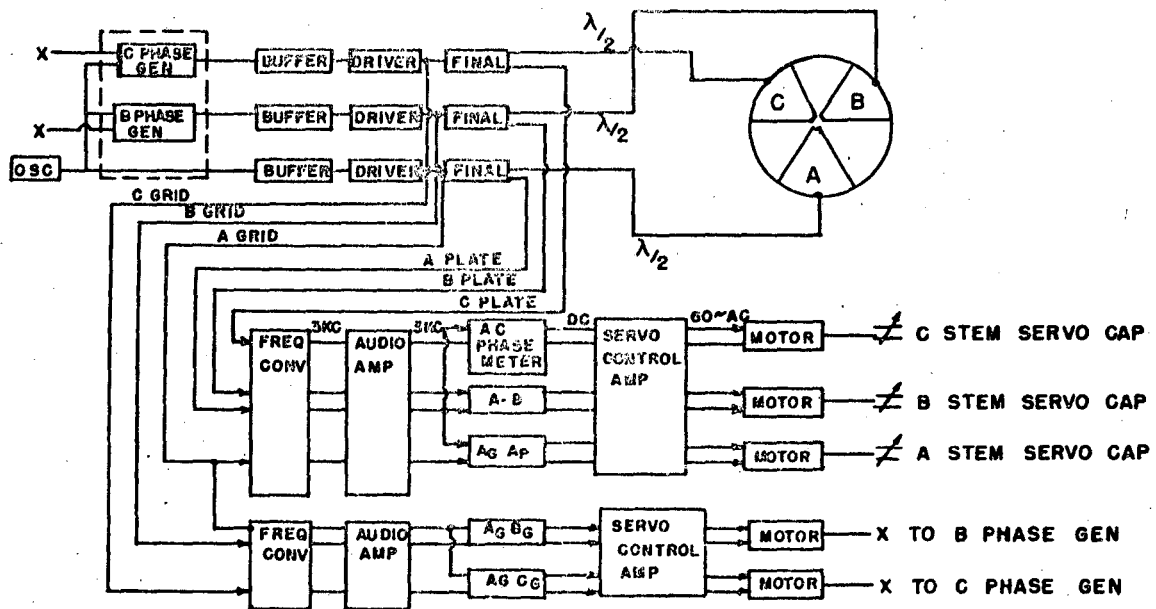 λ/2
X
C PHASE GEN
BUFFER
DRIVER
FINAL
C
B
X
B PHASE GEN
BUFFER
DRIVER
FINAL
λ/2
OSC
BUFFER
DRIVER
FINAL
A
C GRID
B GRID
A GRID
λ/2
A PLATE
B PLATE
C PLATE
FREQ CONV
3KC
AUDIO AMP
3KC
AC PHASE METER
DC
SERVO CONTROL AMP
60~AC
MOTOR
C STEM SERVO CAP
A-B
MOTOR
B STEM SERVO CAP
AG AP
MOTOR
A STEM SERVO CAP
FREQ CONV
AUDIO AMP
AG BG
SERVO CONTROL AMP
MOTOR
X TO B PHASE GEN
AG CG
MOTOR
X TO C PHASE GEN